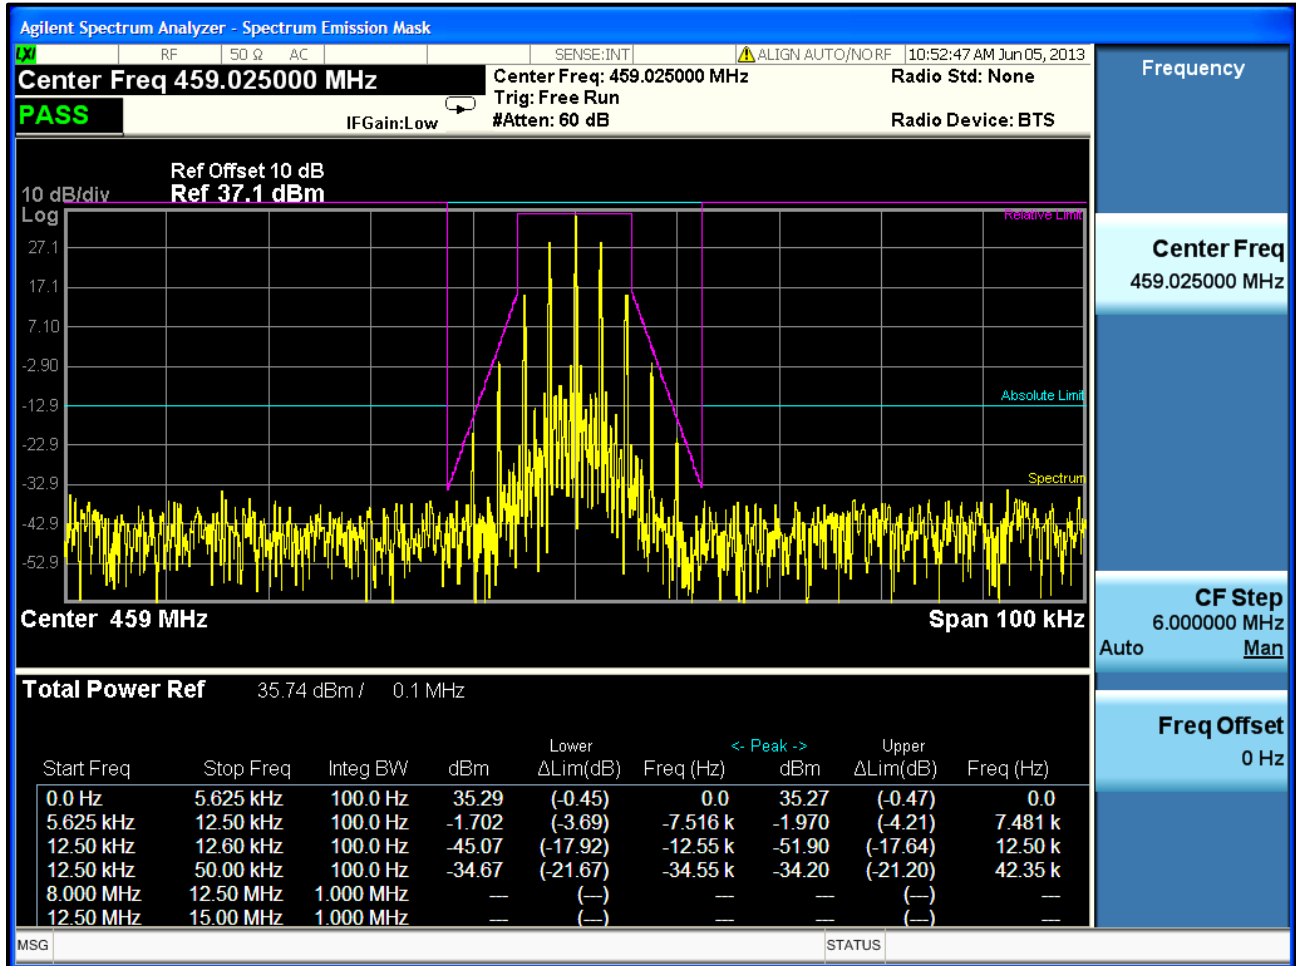 Agilent Spectrum Analyzer - Spectrum Emission Mask
LXI RF 50 Ω AC SENSE:INT ALIGN AUTO/NO RF 10:52:47 AM Jun 05, 2013
Center Freq 459.025000 MHz Center Freq: 459.025000 MHz Radio Std: None
Trig: Free Run
PASS IFGain:Low #Atten: 60 dB Radio Device: BTS
Ref Offset 10 dB
10 dB/div Ref 37.1 dBm
Log
Relative Limit
27.1
17.1
7.10
-2.90
-12.9
Absolute Limit
-22.9
-32.9
Spectrum
-42.9
-52.9
Center 459 MHz Span 100 kHz
Total Power Ref 35.74 dBm / 0.1 MHz
Lower <- Peak -> Upper
Start Freq Stop Freq Integ BW dBm ΔLim(dB) Freq (Hz) dBm ΔLim(dB) Freq (Hz)
0.0 Hz 5.625 kHz 100.0 Hz 35.29 (-0.45) 0.0 35.27 (-0.47) 0.0
5.625 kHz 12.50 kHz 100.0 Hz -1.702 (-3.69) -7.516 k -1.970 (-4.21) 7.481 k
12.50 kHz 12.60 kHz 100.0 Hz -45.07 (-17.92) -12.55 k -51.90 (-17.64) 12.50 k
12.50 kHz 50.00 kHz 100.0 Hz -34.67 (-21.67) -34.55 k -34.20 (-21.20) 42.35 k
8.000 MHz 12.50 MHz 1.000 MHz --- (---) --- --- (---) ---
12.50 MHz 15.00 MHz 1.000 MHz --- (---) --- --- (---) ---
MSG STATUS
Frequency
Center Freq
459.025000 MHz
CF Step
6.000000 MHz
Auto Man
Freq Offset
0 Hz